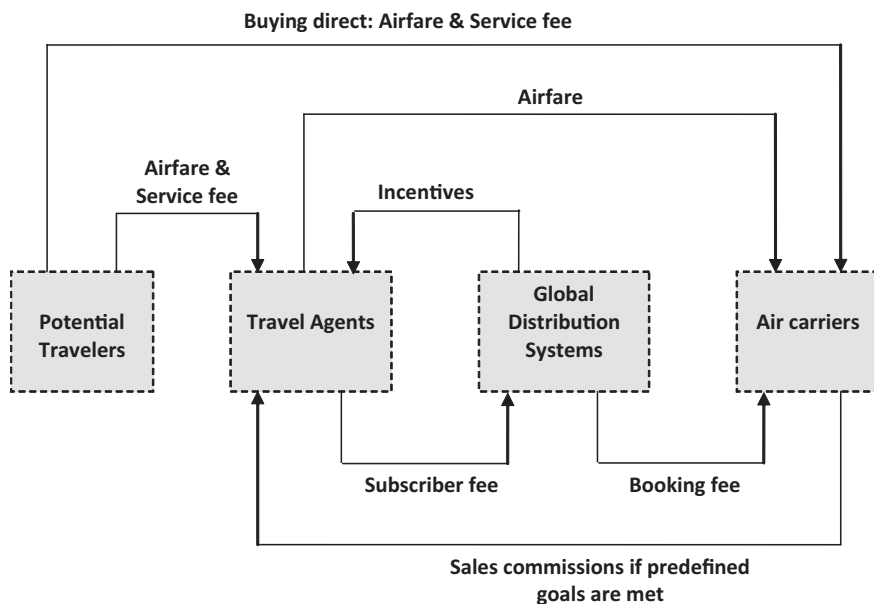 Buying direct: Airfare & Service fee
Airfare
Airfare &
Service fee
Incentives
Potential
Travelers
Travel Agents
Global
Distribution
Systems
Air carriers
Subscriber fee
Booking fee
Sales commissions if predefined
goals are met